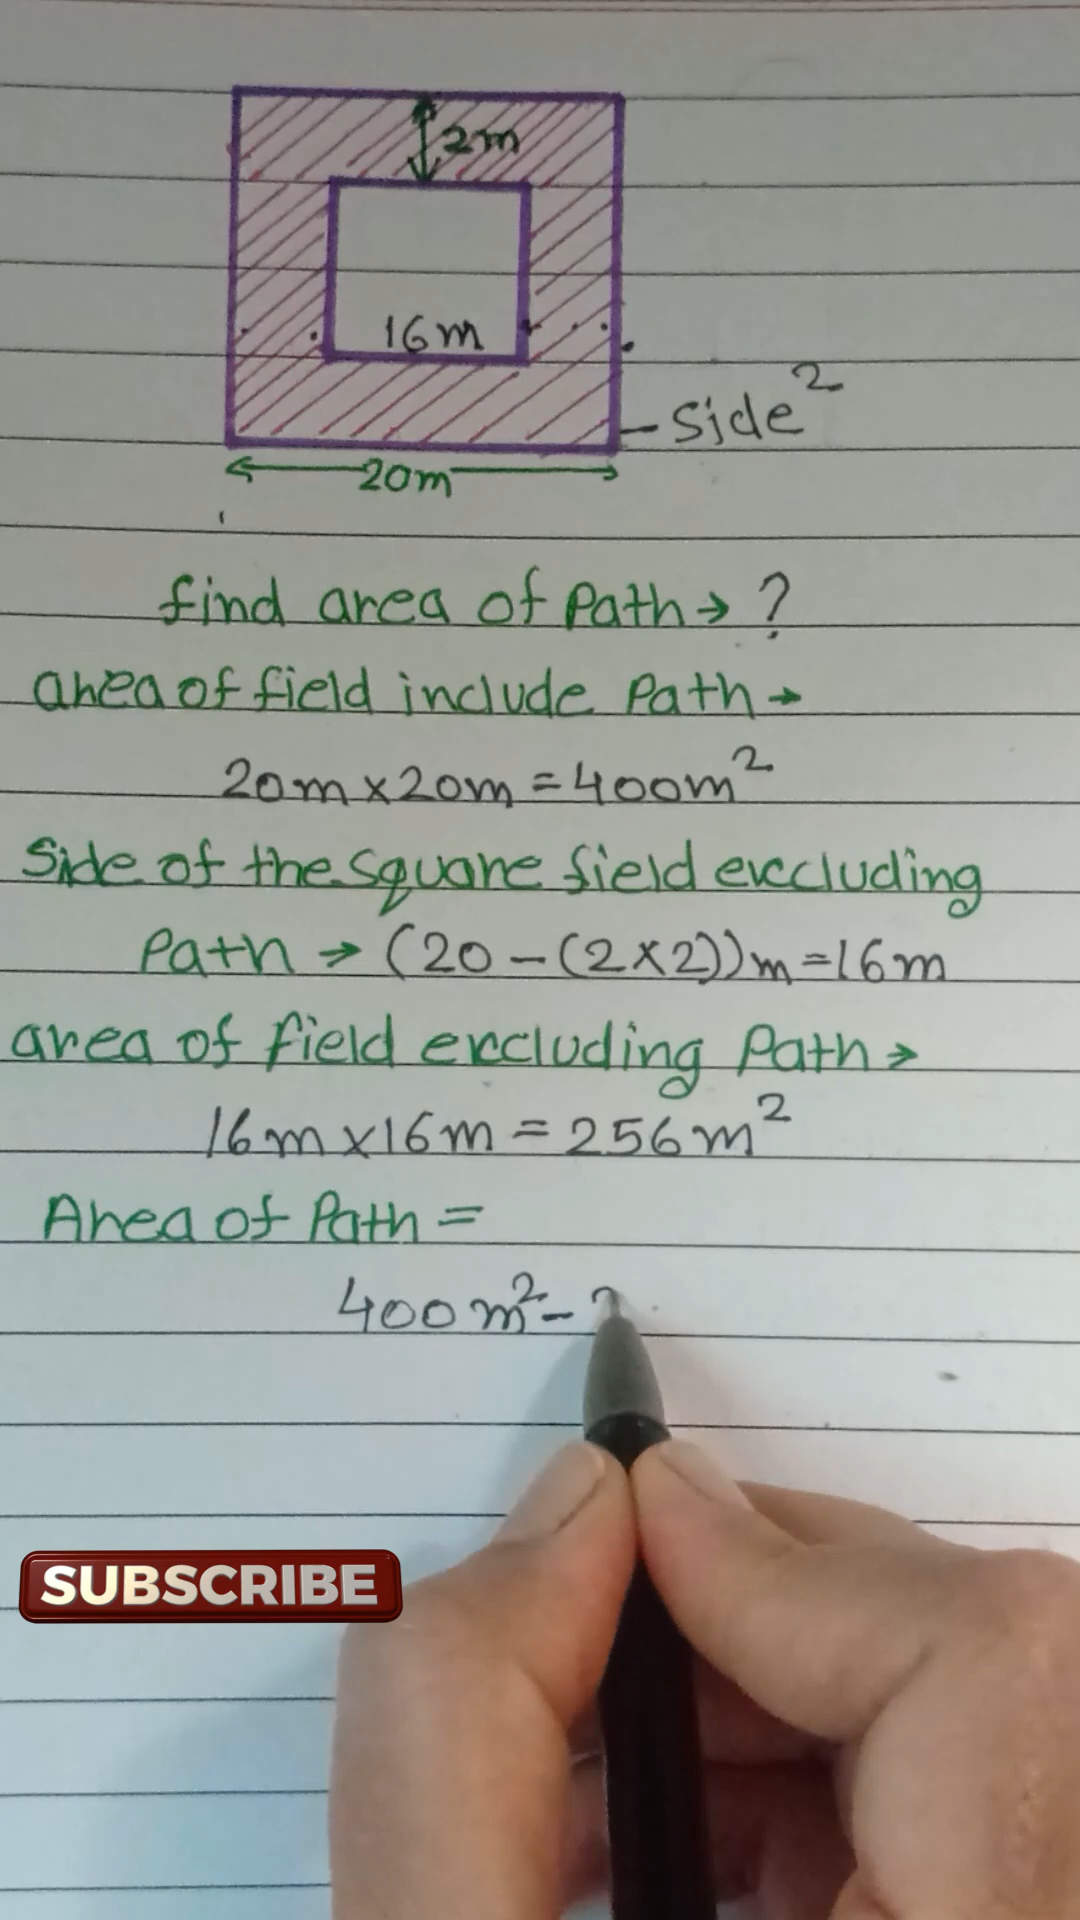 2m
16m
-Side²
20m
find area of Path→ ?
area of field include Path→
20m×20m=400m²
Side of the square field excluding
Path → (20-(2×2))m=16m
area of field excluding Path→
16m×16m=256m²
Area of Path=
400m²-
SUBSCRIBE